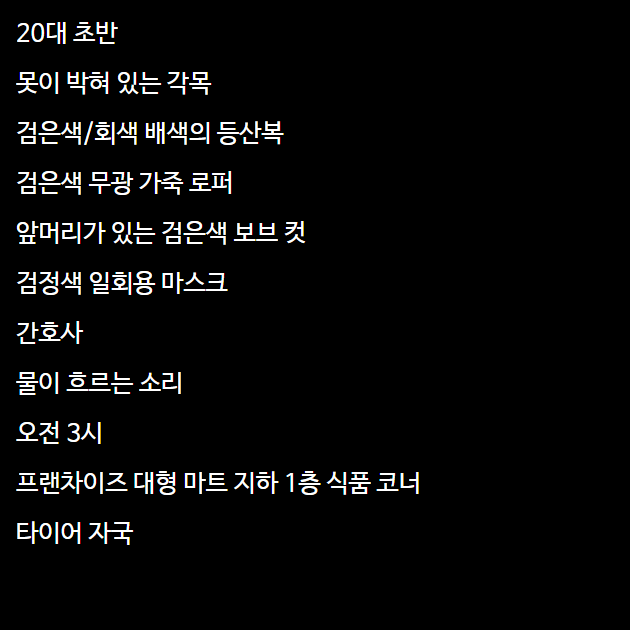 20대 초반
못이 박혀 있는 각목
검은색/회색 배색의 등산복
검은색 무광 가죽 로퍼
앞머리가 있는 검은색 보브 컷
검정색 일회용 마스크
간호사
물이 흐르는 소리
오전 3시
프랜차이즈 대형 마트 지하 1층 식품 코너
타이어 자국